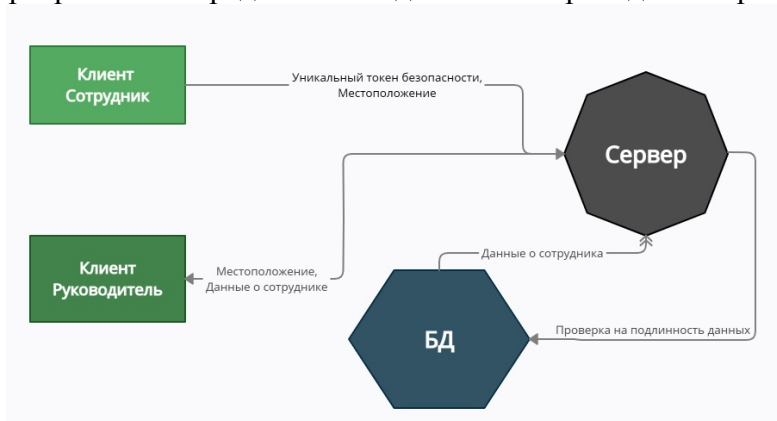 Клиент
Сотрудник
Уникальный токен безопасности,
Местоположение
Сервер
Клиент
Руководитель
Местоположение,
Данные о сотруднике
Данные о сотрудника
БД
Проверка на подлинность данных